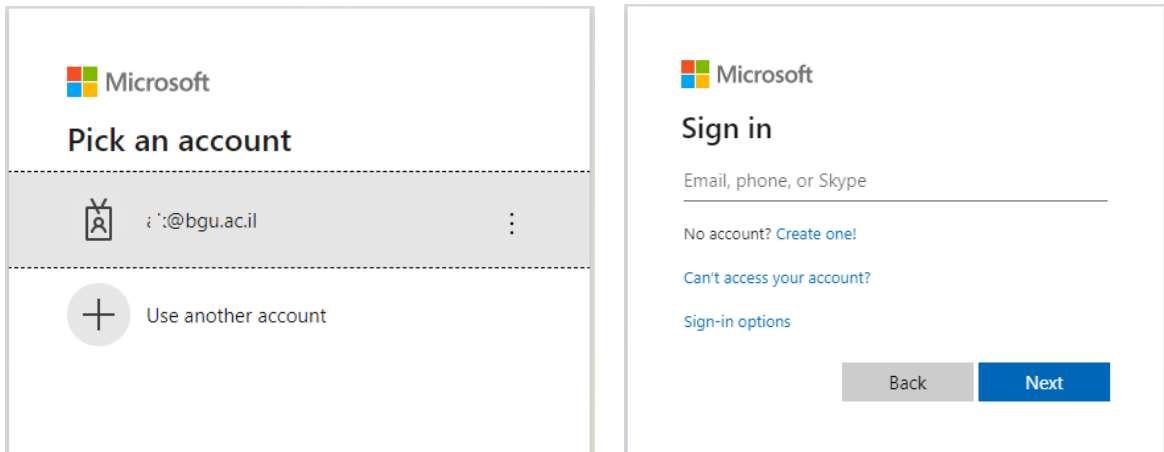 Microsoft
Pick an account
@bgu.ac.il
Use another account
Microsoft
Sign in
Email, phone, or Skype
No account? Create one!
Can't access your account?
Sign-in options
Back
Next